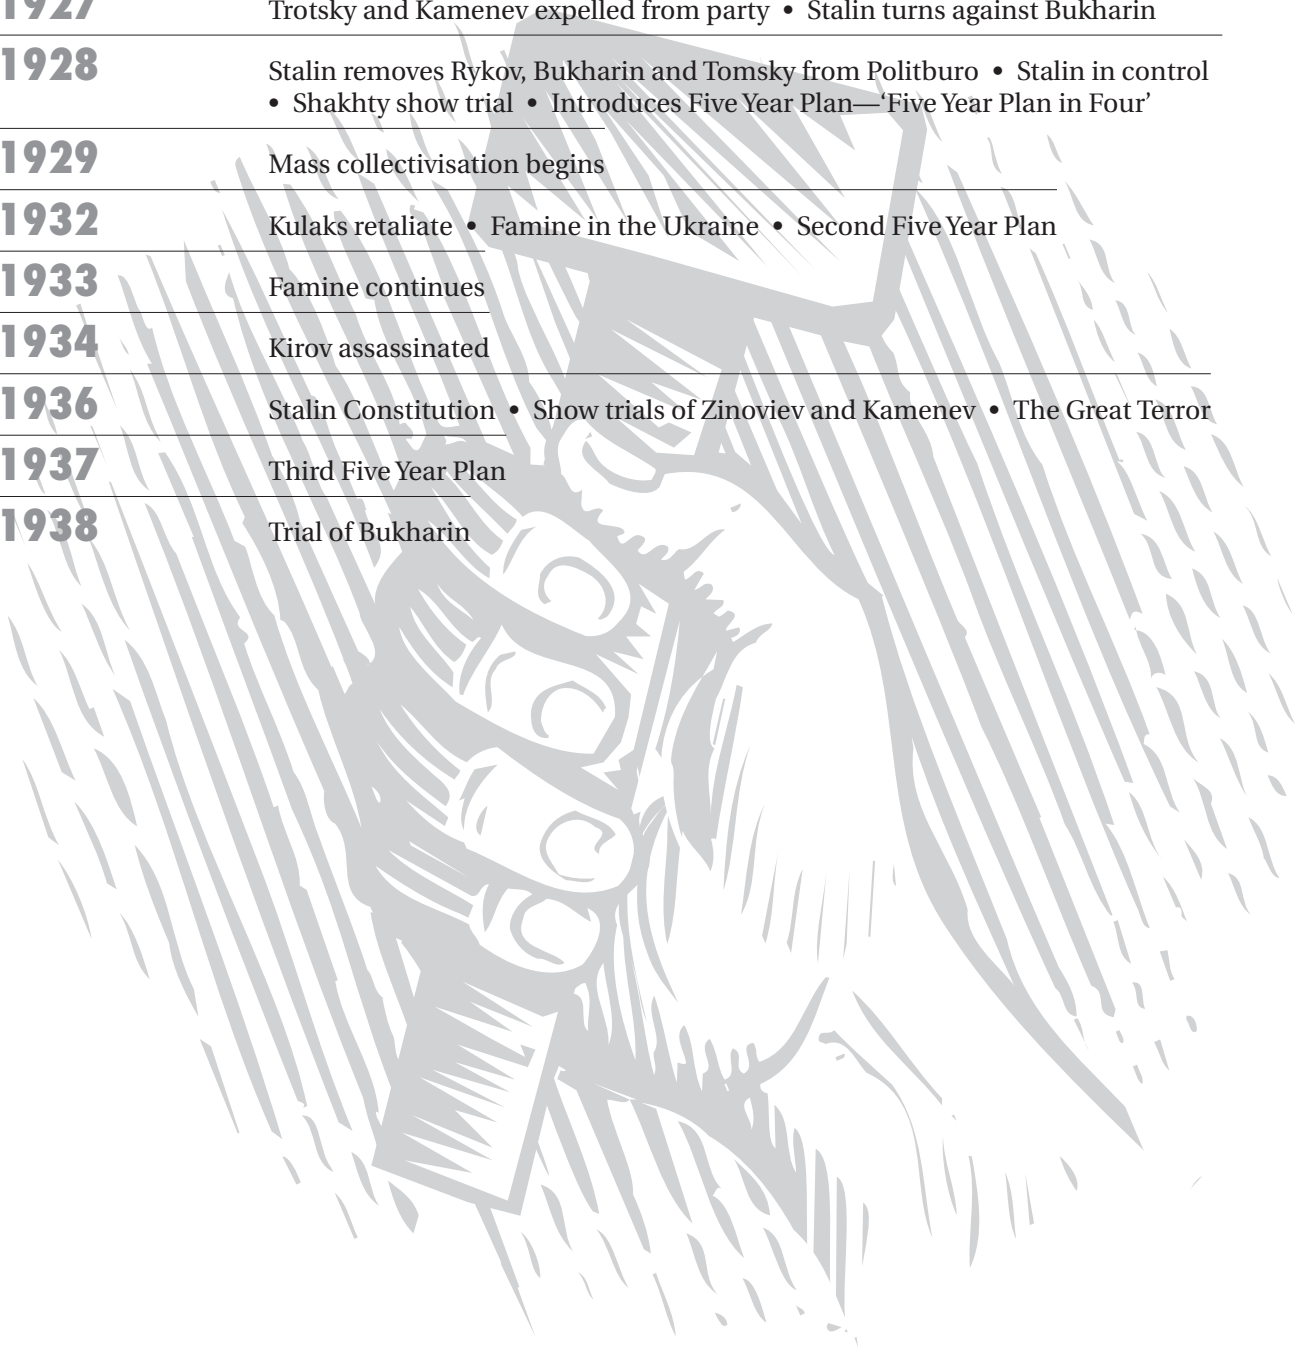 1927 Trotsky and Kamenev expelled from party • Stalin turns against Bukharin
1928 Stalin removes Rykov, Bukharin and Tomsky from Politburo • Stalin in control
• Shakhty show trial • Introduces Five Year Plan—‘Five Year Plan in Four’
1929 Mass collectivisation begins
1932 Kulaks retaliate • Famine in the Ukraine • Second Five Year Plan
1933 Famine continues
1934 Kirov assassinated
1936 Stalin Constitution • Show trials of Zinoviev and Kamenev • The Great Terror
1937 Third Five Year Plan
1938 Trial of Bukharin